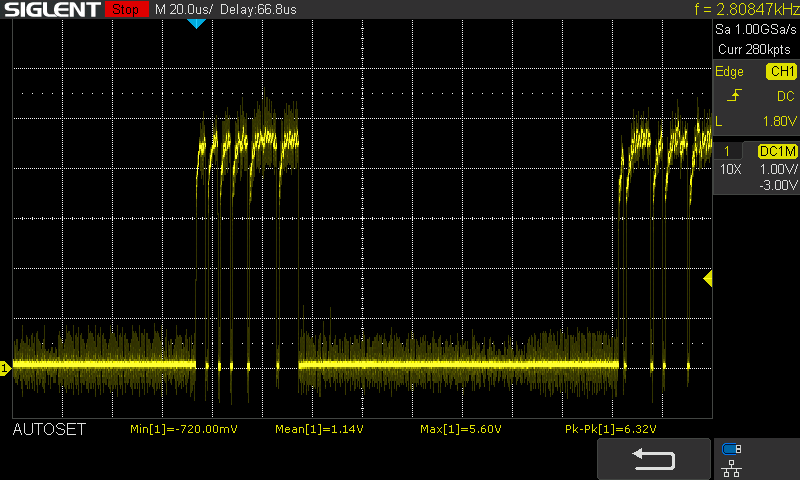 SIGLENT Stop M 20.0us/ Delay:66.8us f = 2.80847kHz
Sa 1.00GSa/s
Curr 280kpts
Edge CH1
DC
L 1.80V
1 DC1M
10X 1.00V/
-3.00V
1
AUTOSET Min[1]=-720.00mV Mean[1]=1.14V Max[1]=5.60V Pk-Pk[1]=6.32V